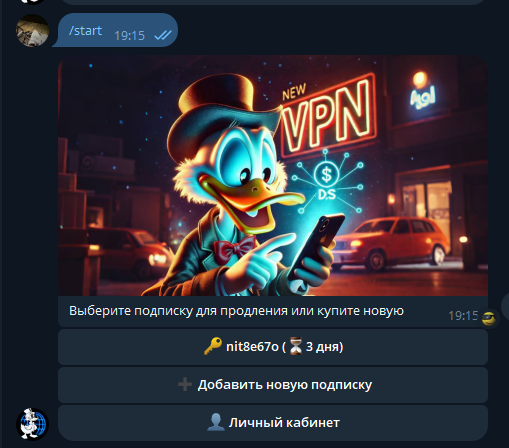 /start 19:15
NEW
VPN
$
D.S
Выберите подписку для продления или купите новую 19:15
🔑 nit8e67o (⏳3 дня)
➕ Добавить новую подписку
👤 Личный кабинет